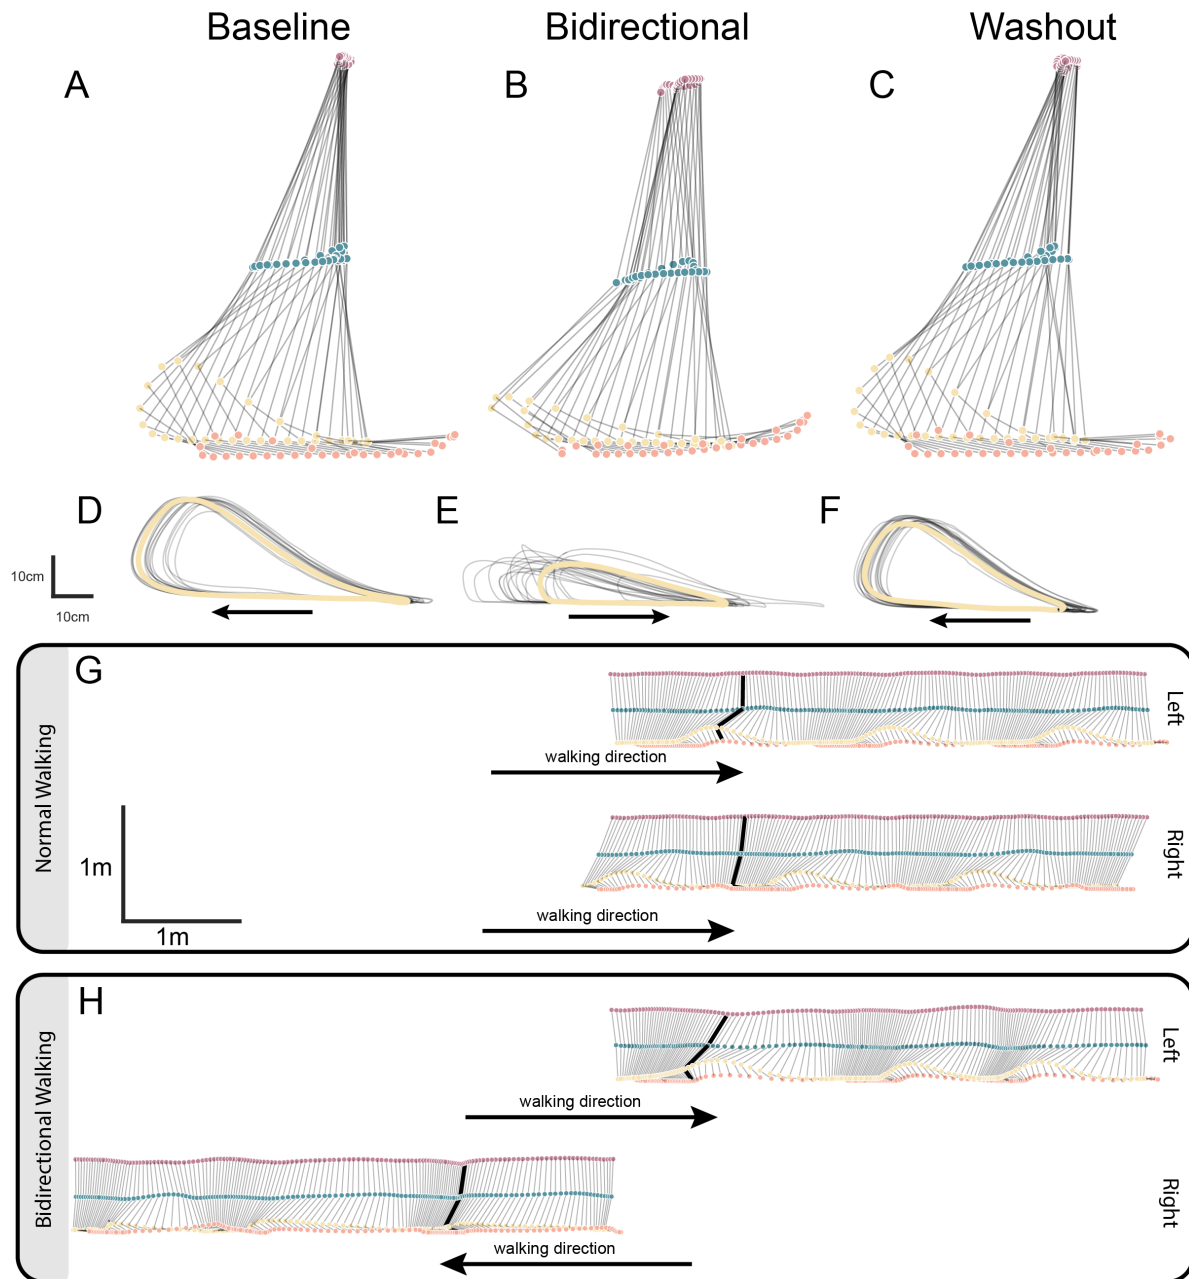 Baseline
Bidirectional
Washout
A
B
C
D
E
F
10cm
10cm
G
Normal Walking
Left
walking direction
1m
1m
Right
walking direction
H
Bidirectional Walking
Left
walking direction
Right
walking direction